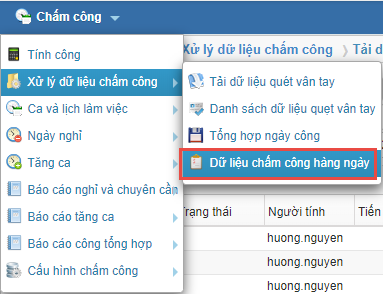 Chấm công
Tính công
Xử lý dữ liệu chấm công
Ca và lịch làm việc
Ngày nghỉ
Tăng ca
Báo cáo nghỉ và chuyên cần
Báo cáo tăng ca
Báo cáo công tổng hợp
Cấu hình chấm công
Xử lý dữ liệu chấm công Tải d
Tải dữ liệu quét vân tay
Danh sách dữ liệu quẹt vân tay
Tổng hợp ngày công
Dữ liệu chấm công hàng ngày
Trạng thái Người tính Tiến
huong.nguyen
huong.nguyen
huong.nguyen